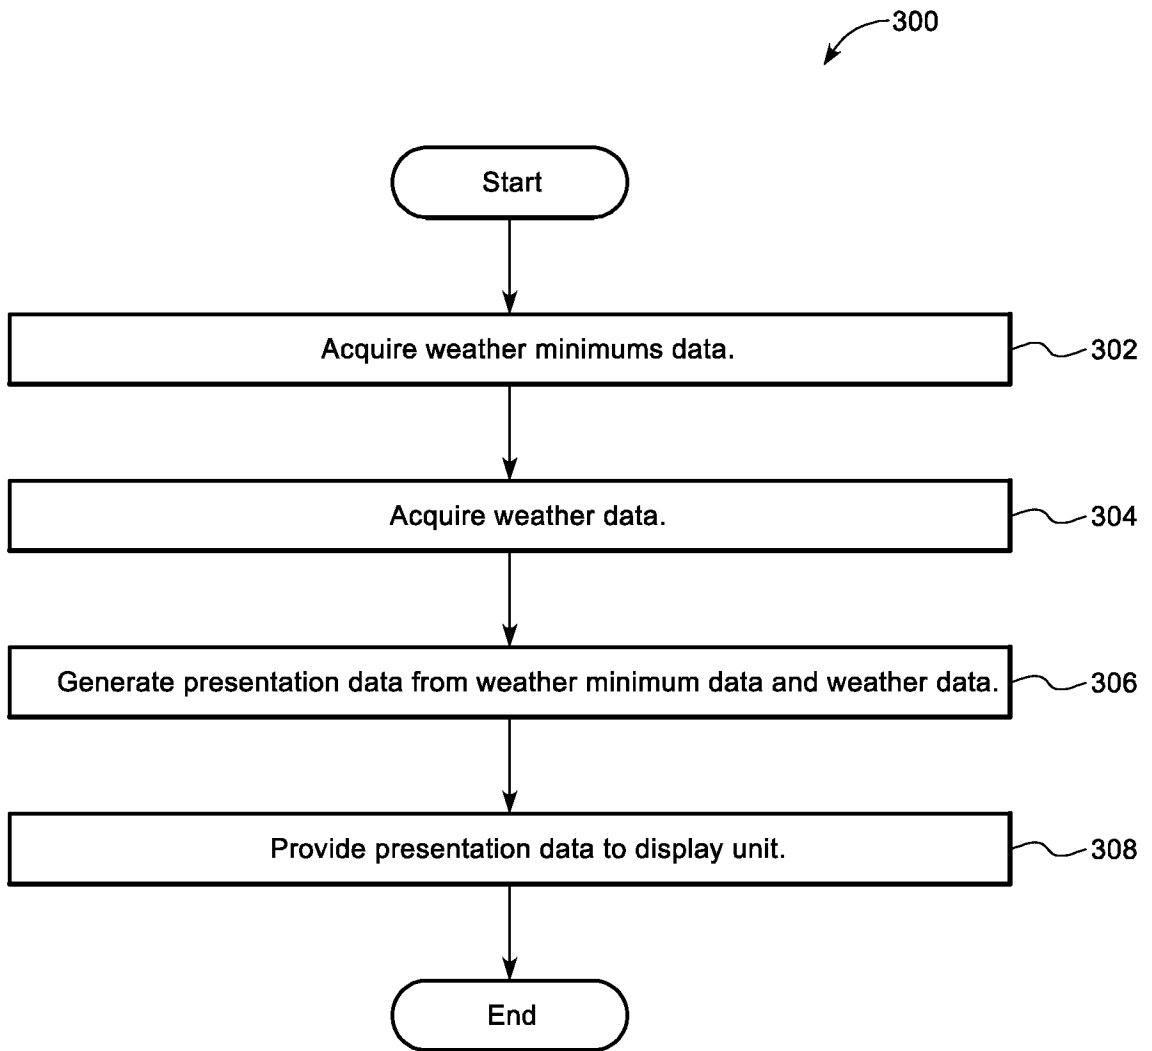 300
Start
Acquire weather minimums data.
302
Acquire weather data.
304
Generate presentation data from weather minimum data and weather data.
306
Provide presentation data to display unit.
308
End